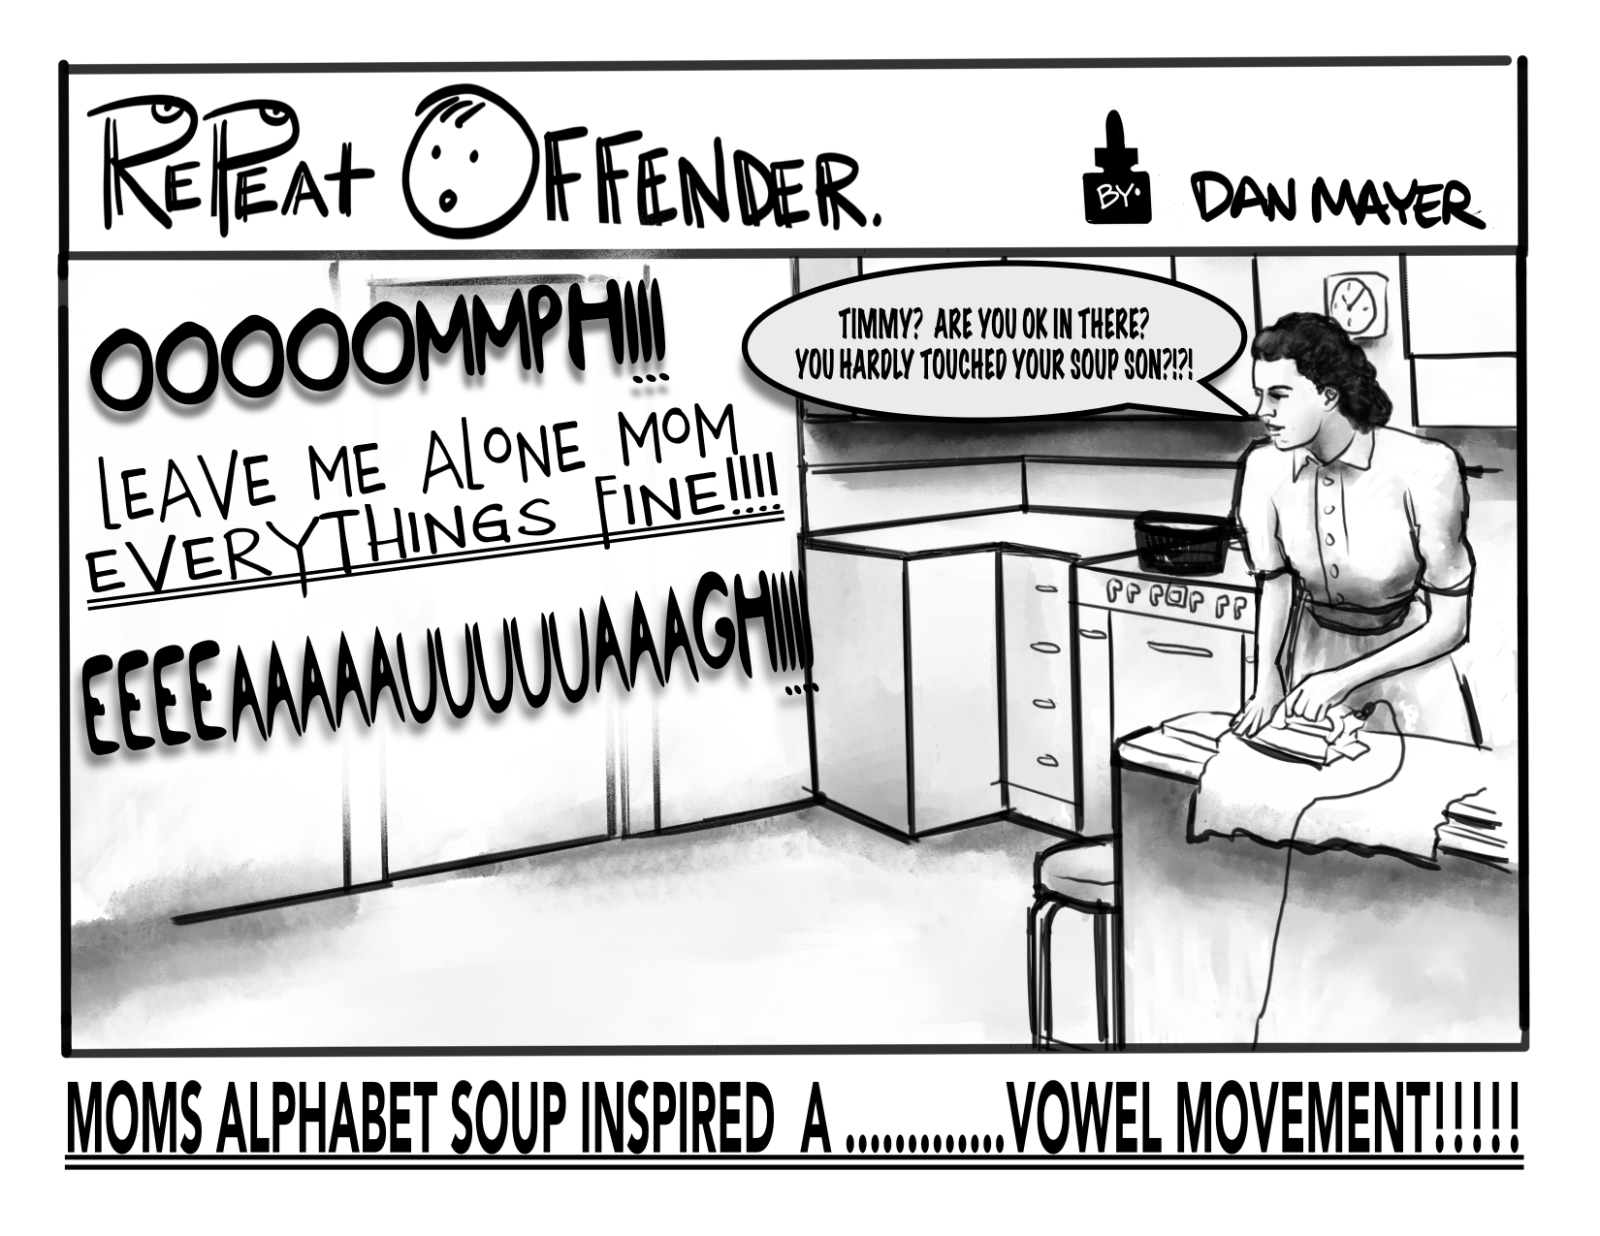 REPEAT OFFENDER.
BY· DAN MAYER
OOOOOMMPH!!!
LEAVE ME ALONE MOM
EVERYTHINGS FINE!!!!
EEEEAAAAAUUUUUAAAGH!!!!
TIMMY? ARE YOU OK IN THERE?
YOU HARDLY TOUCHED YOUR SOUP SON?!?!
MOMS ALPHABET SOUP INSPIRED A .............VOWEL MOVEMENT!!!!!